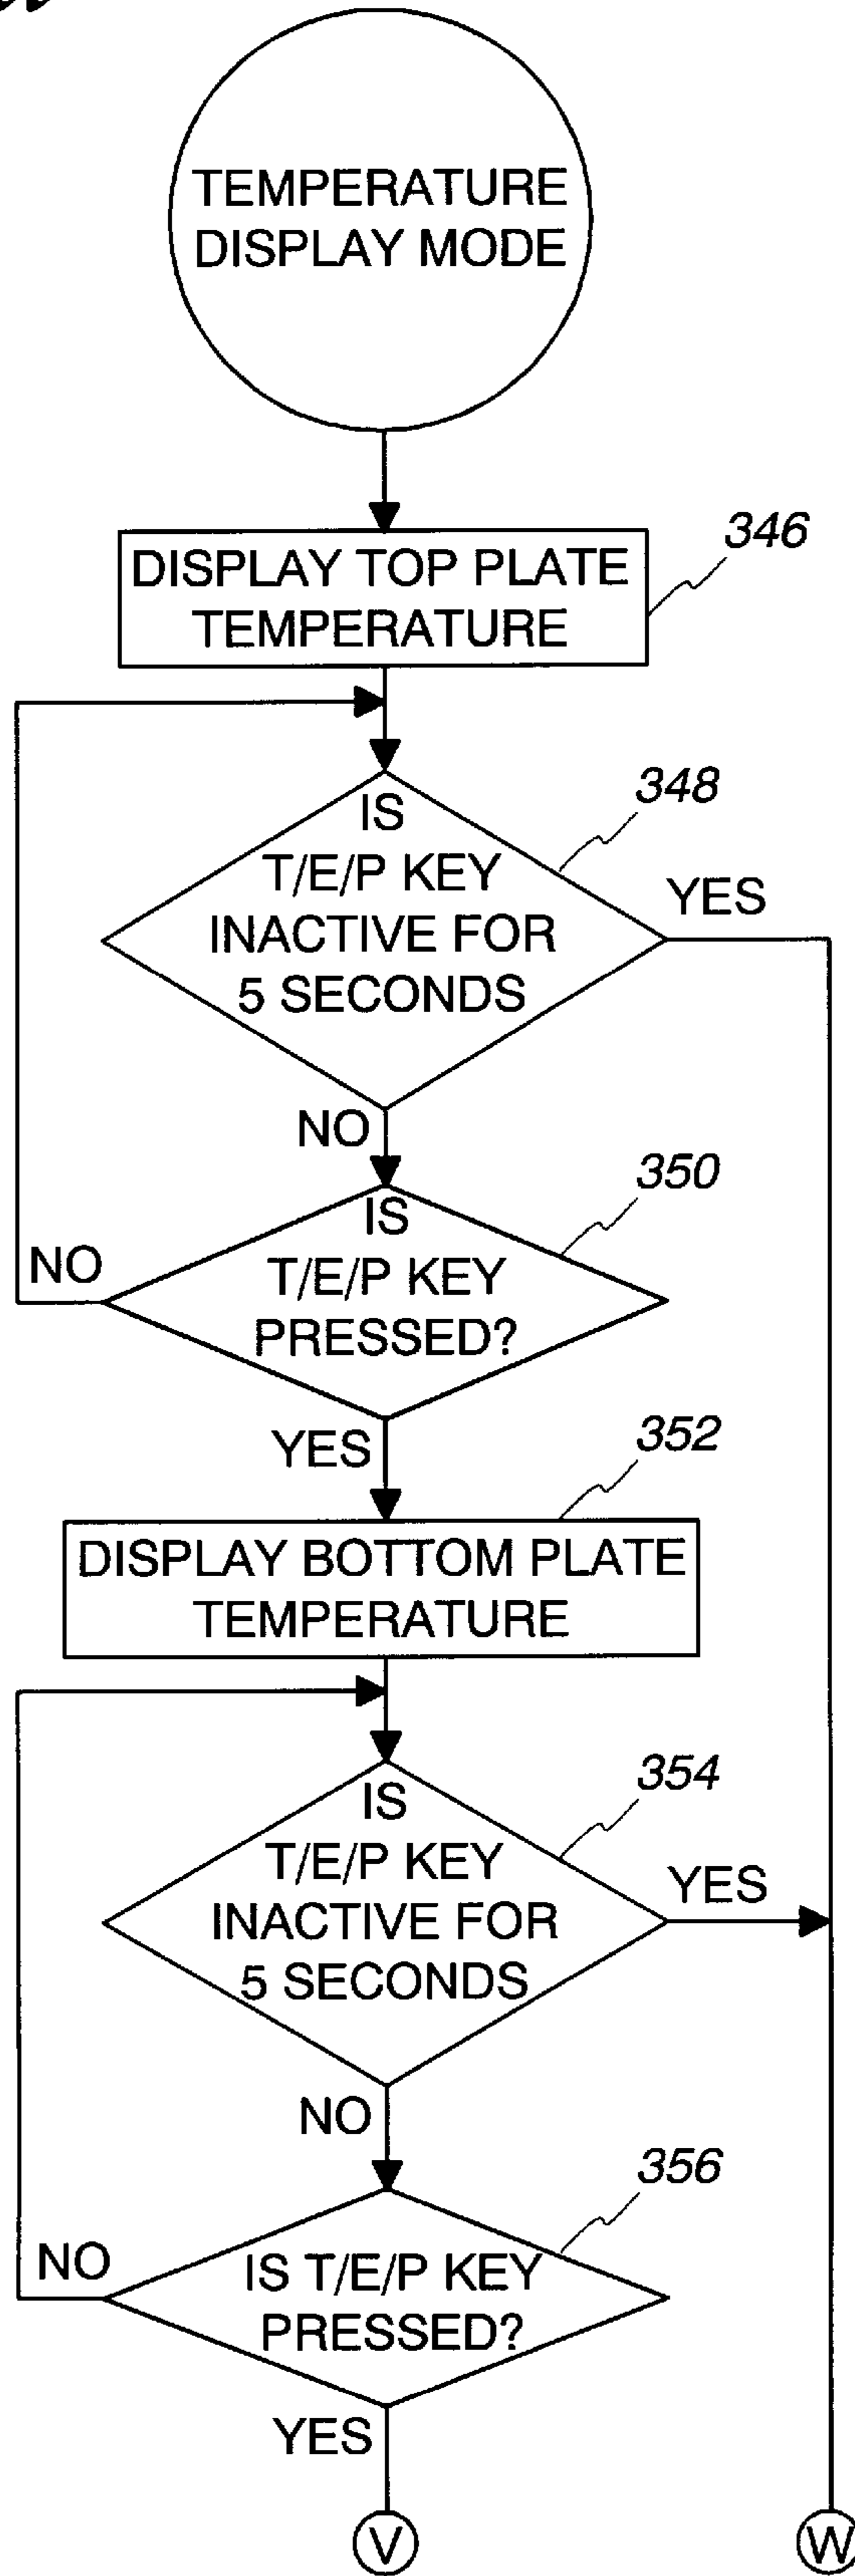 TEMPERATURE
DISPLAY MODE
346
DISPLAY TOP PLATE
TEMPERATURE
348
IS
T/E/P KEY
INACTIVE FOR
5 SECONDS
YES
NO
350
IS
T/E/P KEY
PRESSED?
NO
YES
352
DISPLAY BOTTOM PLATE
TEMPERATURE
354
IS
T/E/P KEY
INACTIVE FOR
5 SECONDS
YES
NO
356
IS T/E/P KEY
PRESSED?
NO
YES
V
W